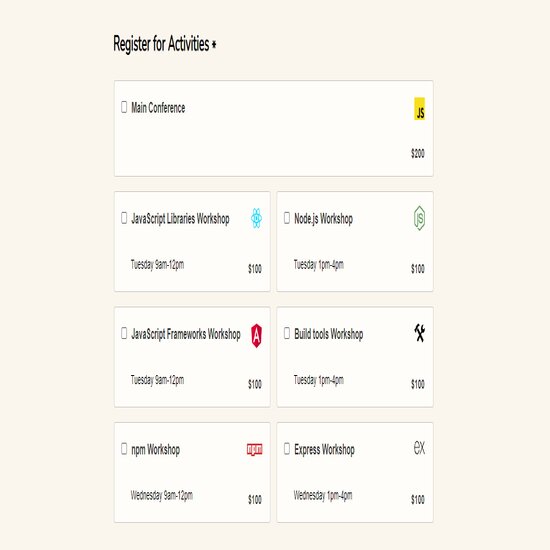 Register for Activities *
Main Conference
JS
$200
JavaScript Libraries Workshop
Tuesday 9am-12pm
$100
Node.js Workshop
JS
Tuesday 1pm-4pm
$100
JavaScript Frameworks Workshop
A
Tuesday 9am-12pm
$100
Build tools Workshop
Tuesday 1pm-4pm
$100
npm Workshop
npm
Wednesday 9am-12pm
$100
Express Workshop
ex
Wednesday 1pm-4pm
$100